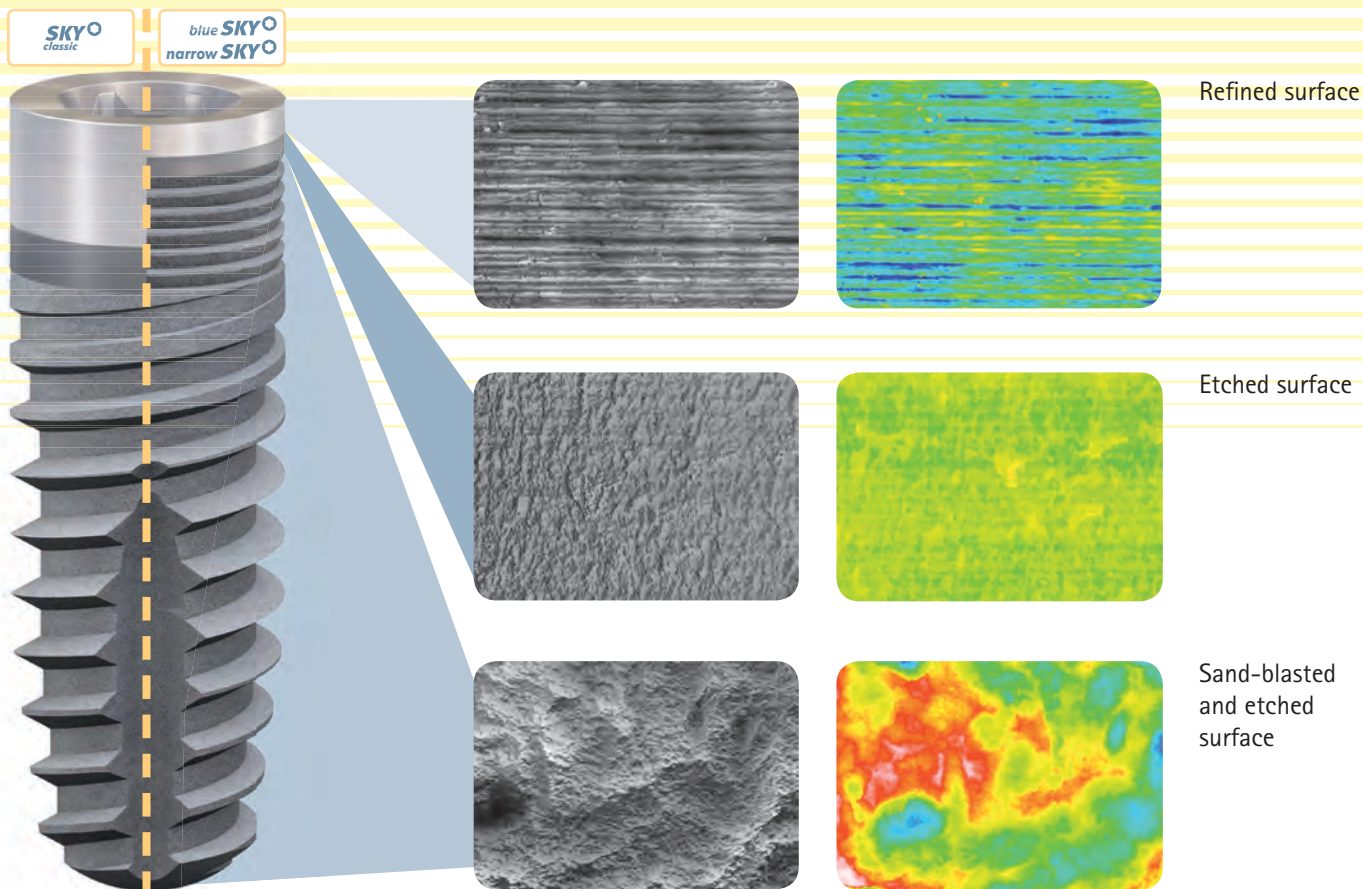 SKY
classic
blue SKY
narrow SKY
Refined surface
Etched surface
Sand-blasted
and etched
surface